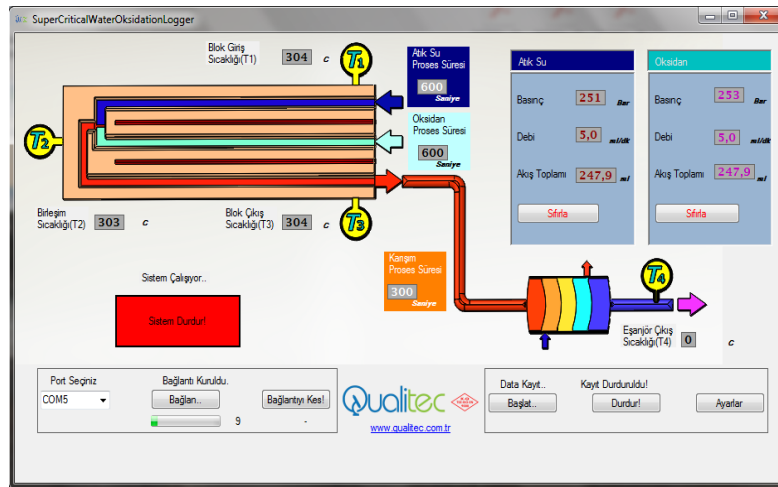 SuperCriticalWaterOksidationLogger
Blok Giriş
Sıcaklığı(T1)
304
c
T1
Atık Su
Proses Süresi
600
Saniye
Oksidan
Proses Süresi
600
Saniye
T2
Birleşim
Sıcaklığı(T2)
303
c
Blok Çıkış
Sıcaklığı(T3)
304
c
T3
Atık Su
Basınç
251
Bar
Debi
5,0
ml/dk
Akış Toplamı
247,9
ml
Sıfırla
Oksidan
Basınç
253
Bar
Debi
5,0
ml/dk
Akış Toplamı
247,9
ml
Sıfırla
Karışım
Proses Süresi
300
Saniye
T4
Eşanjör Çıkış
Sıcaklığı(T4)
0
c
Sistem Çalışıyor..
Sistem Durdur!
Port Seçiniz
COM5
Bağlantı Kuruldu.
Bağlan..
9
Bağlantıyı Kes!
-
Qualitec
www.qualitec.com.tr
Data Kayıt..
Başlat..
Kayıt Durduruldu!
Durdur!
Ayarlar